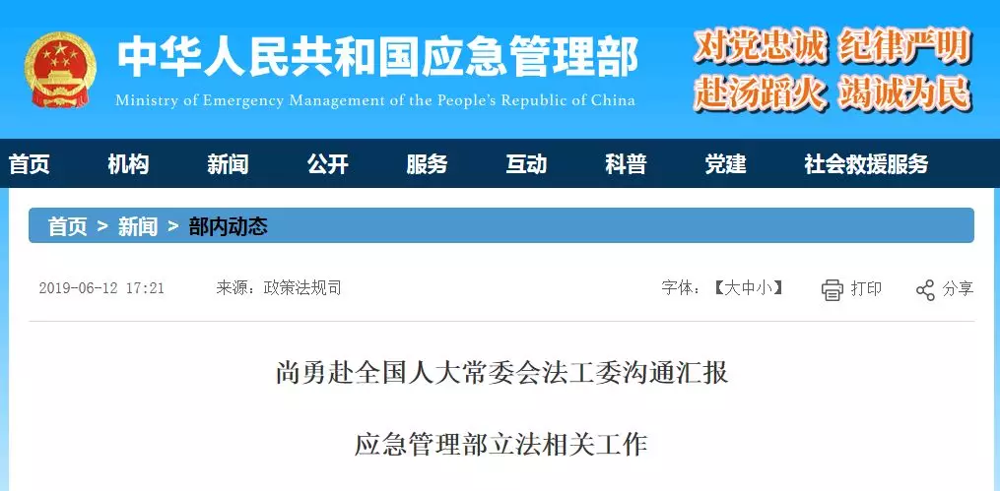 中华人民共和国应急管理部
Ministry of Emergency Management of the People's Republic of China
对党忠诚 纪律严明
赴汤蹈火 竭诚为民
首页 机构 新闻 公开 服务 互动 科普 党建 社会救援服务
首页 > 新闻 > 部内动态
2019-06-12 17:21 来源：政策法规司 字体：【大中小】 打印 分享
尚勇赴全国人大常委会法工委沟通汇报
应急管理部立法相关工作